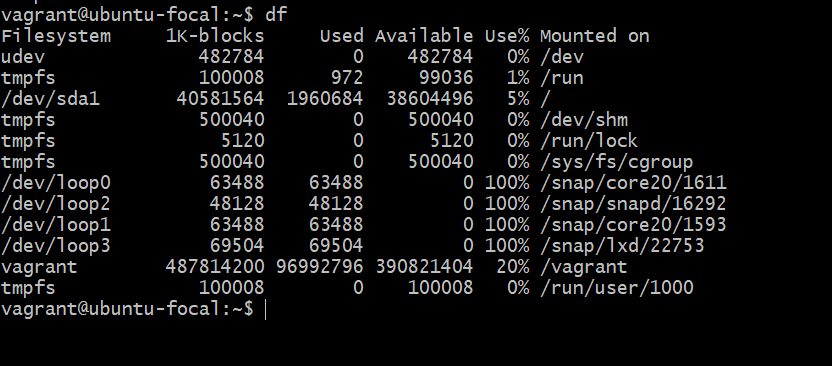 vagrant@ubuntu-focal:~$ df
Filesystem     1K-blocks     Used Available Use% Mounted on
udev              482784        0    482784   0% /dev
tmpfs             100008      972     99036   1% /run
/dev/sda1       40581564  1960684  38604496   5% /
tmpfs             500040        0    500040   0% /dev/shm
tmpfs               5120        0      5120   0% /run/lock
tmpfs             500040        0    500040   0% /sys/fs/cgroup
/dev/loop0         63488    63488         0 100% /snap/core20/1611
/dev/loop2         48128    48128         0 100% /snap/snapd/16292
/dev/loop1         63488    63488         0 100% /snap/core20/1593
/dev/loop3         69504    69504         0 100% /snap/lxd/22753
vagrant        487814200 96992796 390821404  20% /vagrant
tmpfs             100008        0    100008   0% /run/user/1000
vagrant@ubuntu-focal:~$